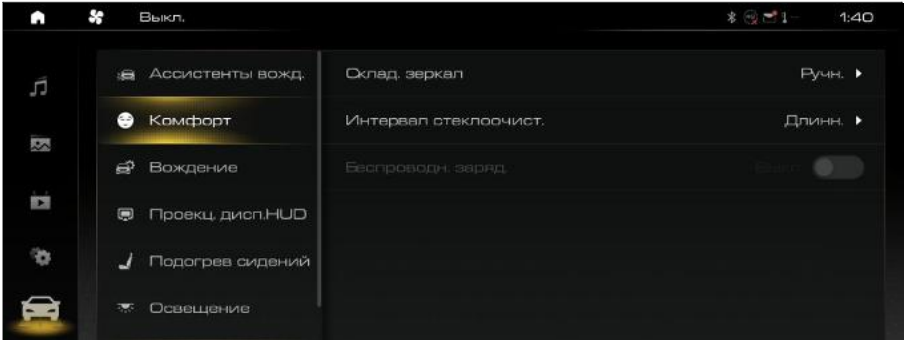 Выкл.
1:40
Ассистенты вожд.
Склад. зеркал
Ручн.
Комфорт
Интервал стеклоочист.
Длинн.
Вождение
Беспроводн. заряд.
Проекц. дисп.HUD
Подогрев сидений
Освещение